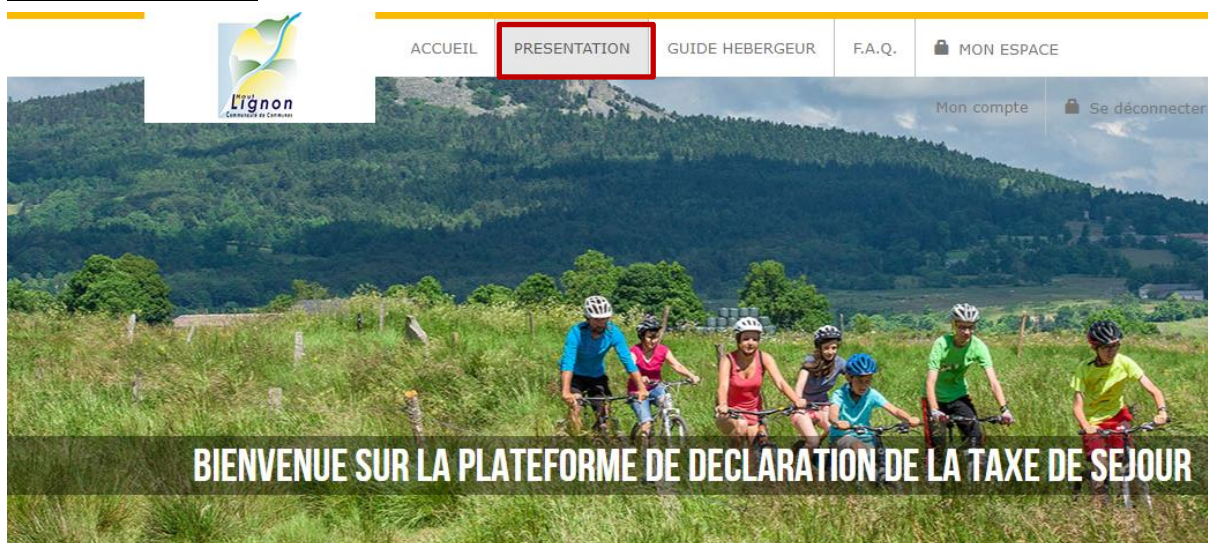 ACCUEIL PRESENTATION GUIDE HEBERGEUR F.A.Q. MON ESPACE
Haut
Lignon
Communauté de Communes
Mon compte Se déconnecter
BIENVENUE SUR LA PLATEFORME DE DECLARATION DE LA TAXE DE SEJOUR